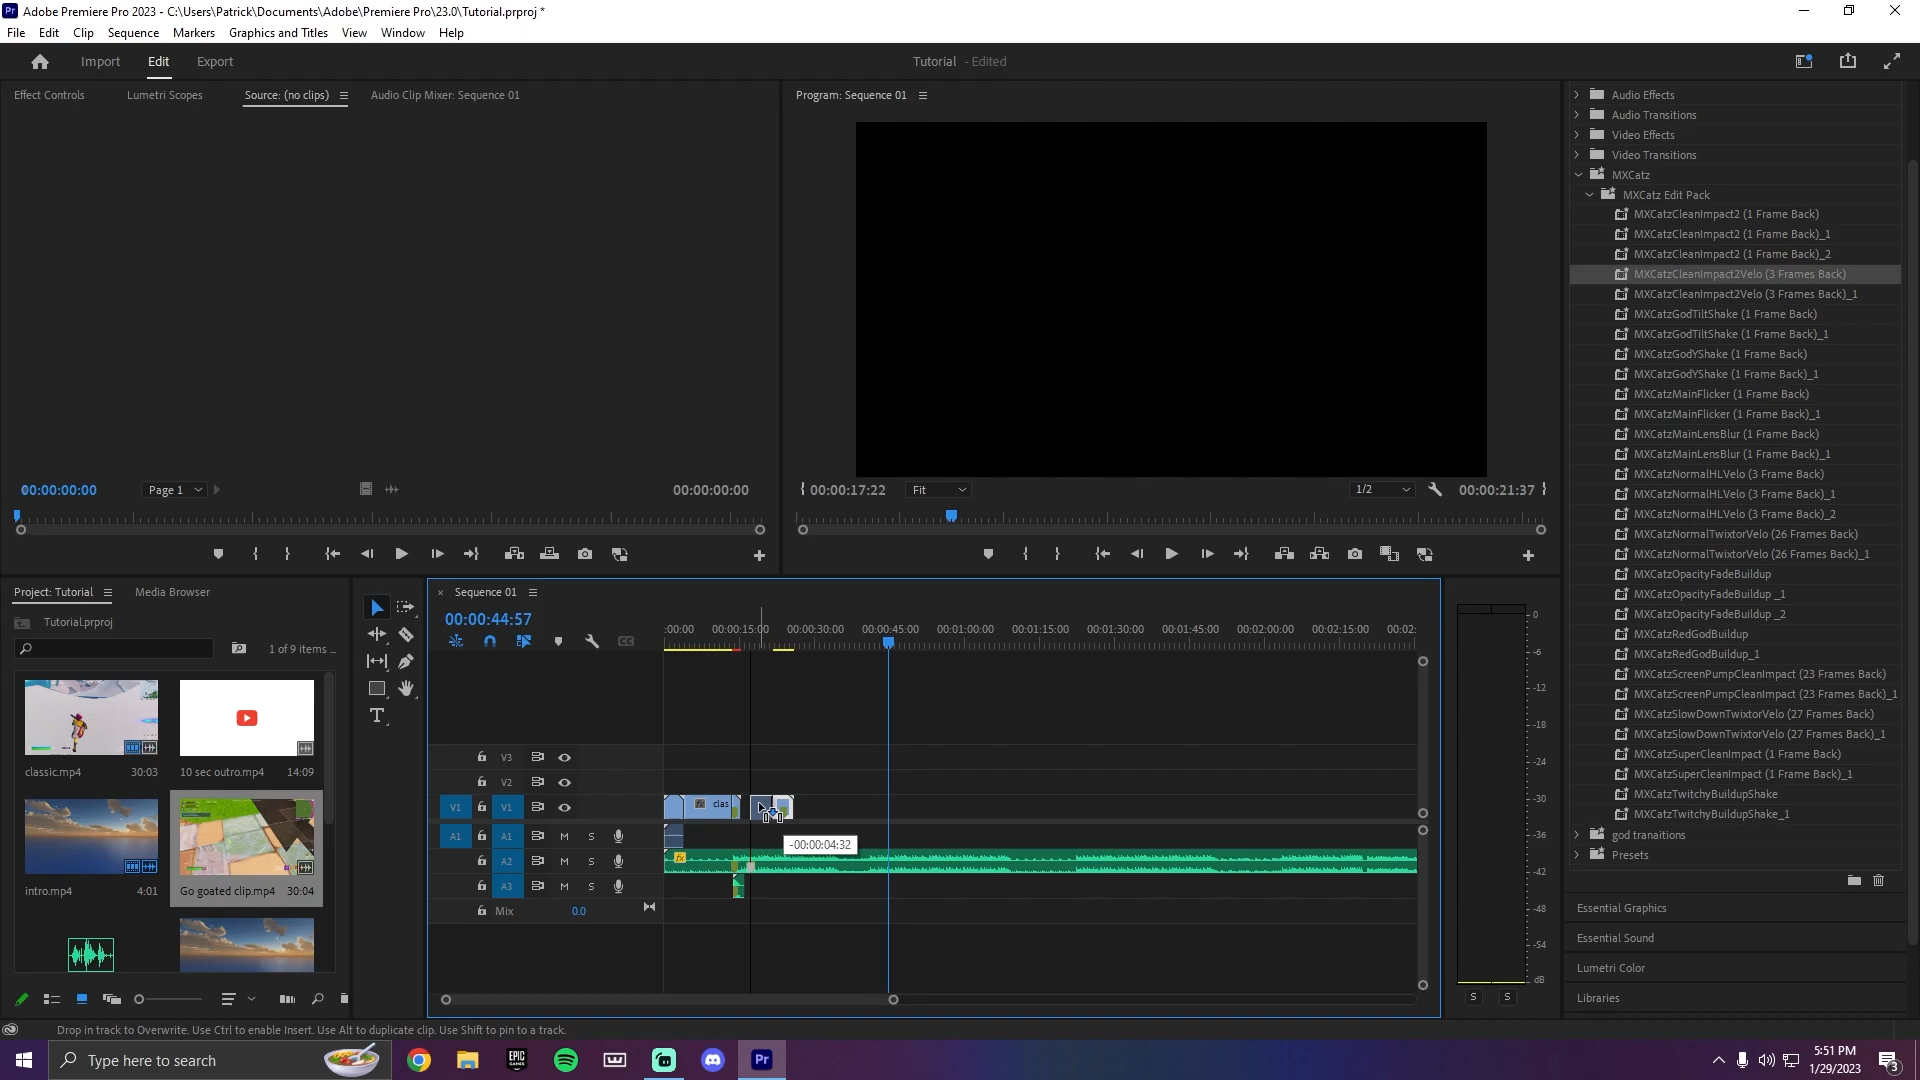 Adobe Premiere Pro 2023 - C:\Users\Patrick\Documents\Adobe\Premiere Pro\23.0\Tutorial.prproj *
File Edit Clip Sequence Markers Graphics and Titles View Window Help
Import Edit Export Tutorial - Edited
Effect Controls Lumetri Scopes Source: (no clips) Audio Clip Mixer: Sequence 01
Program: Sequence 01
Audio Effects
Audio Transitions
Video Effects
Video Transitions
MXCatz
MXCatz Edit Pack
MXCatzCleanImpact2 (1 Frame Back)
MXCatzCleanImpact2 (1 Frame Back)_1
MXCatzCleanImpact2 (1 Frame Back)_2
MXCatzCleanImpact2Velo (3 Frames Back)
MXCatzCleanImpact2Velo (3 Frames Back)_1
MXCatzGodTiltShake (1 Frame Back)
MXCatzGodTiltShake (1 Frame Back)_1
MXCatzGodYShake (1 Frame Back)
MXCatzGodYShake (1 Frame Back)_1
MXCatzMainFlicker (1 Frame Back)
MXCatzMainFlicker (1 Frame Back)_1
MXCatzMainLensBlur (1 Frame Back)
MXCatzMainLensBlur (1 Frame Back)_1
MXCatzNormalHLVelo (3 Frames Back)
MXCatzNormalHLVelo (3 Frames Back)_1
MXCatzNormalHLVelo (3 Frames Back)_2
MXCatzNormalTwixtorVelo (26 Frames Back)
MXCatzNormalTwixtorVelo (26 Frames Back)_1
MXCatzOpacityFadeBuildup
MXCatzOpacityFadeBuildup _1
MXCatzOpacityFadeBuildup _2
MXCatzRedGodBuildup
MXCatzRedGodBuildup_1
MXCatzScreenPumpCleanImpact (23 Frames Back)
MXCatzScreenPumpCleanImpact (23 Frames Back)_1
MXCatzSlowDownTwixtorVelo (27 Frames Back)
MXCatzSlowDownTwixtorVelo (27 Frames Back)_1
MXCatzSuperCleanImpact (1 Frame Back)
MXCatzSuperCleanImpact (1 Frame Back)_1
MXCatzTwitchyBuildupShake
MXCatzTwitchyBuildupShake_1
god tranaitions
Presets
Essential Graphics
Essential Sound
Lumetri Color
Libraries
00:00:00:00 Page 1 00:00:00:00
00:00:17:22 Fit 1/2 00:00:21:37
Project: Tutorial Media Browser
Tutorial.prproj
1 of 9 items ...
classic.mp4 30:03
10 sec outro.mp4 14:09
intro.mp4 4:01
Go goated clip.mp4 30:04
Sequence 01
00:00:44:57
:00:00 00:00:15:00 00:00:30:00 00:00:45:00 00:01:00:00 00:01:15:00 00:01:30:00 00:01:45:00 00:02:00:00 00:02:15:00 00:02:
V3
V2
V1 V1 fx clas
-00:00:04:32
A1 A1 M S
A2 M S fx
A3 M S
Mix 0.0
0
-6
-12
-18
-24
-30
-36
-42
-48
-54
dB
S S
Drop in track to Overwrite. Use Ctrl to enable Insert. Use Alt to duplicate clip. Use Shift to pin to a track.
Type here to search
EPIC GAMES
Pr
5:51 PM
1/29/2023
3